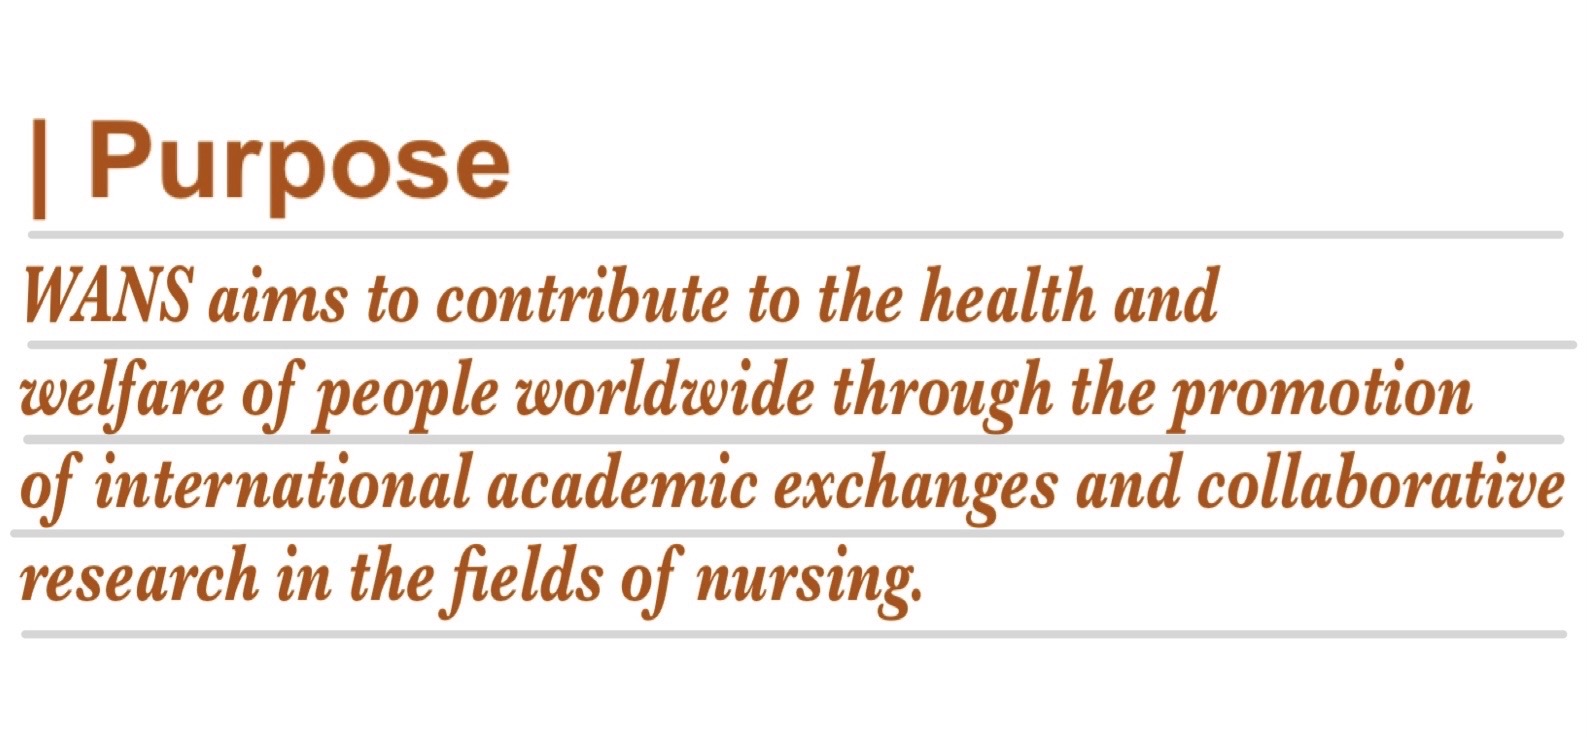 | Purpose
WANS aims to contribute to the health and
welfare of people worldwide through the promotion
of international academic exchanges and collaborative
research in the fields of nursing.